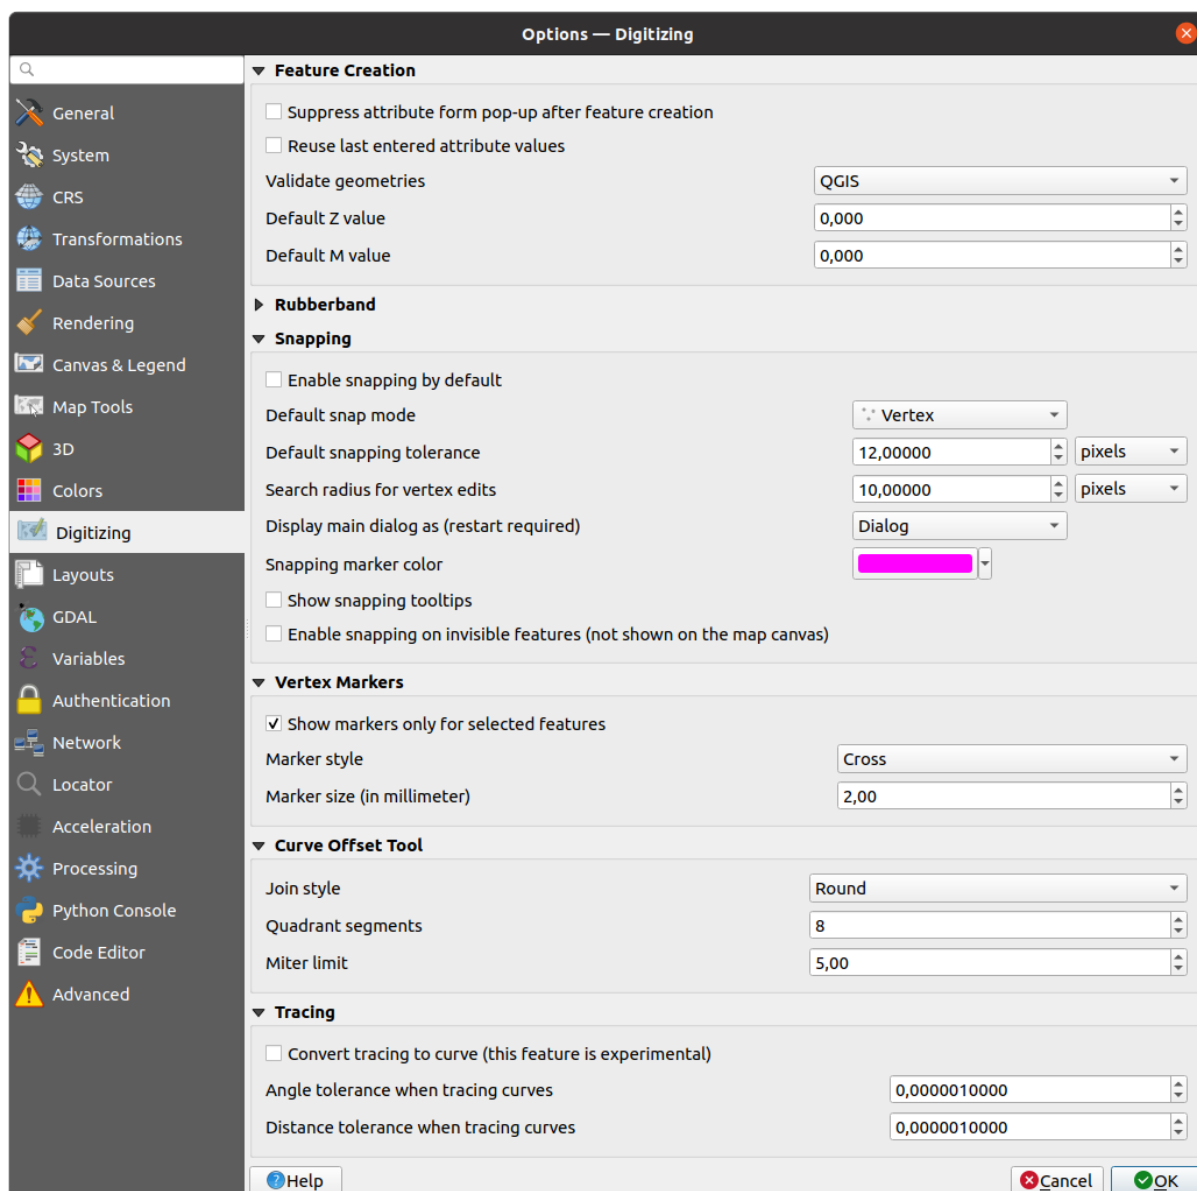 Options — Digitizing
General
System
CRS
Transformations
Data Sources
Rendering
Canvas & Legend
Map Tools
3D
Colors
Digitizing
Layouts
GDAL
Variables
Authentication
Network
Locator
Acceleration
Processing
Python Console
Code Editor
Advanced
Feature Creation
Suppress attribute form pop-up after feature creation
Reuse last entered attribute values
Validate geometries QGIS
Default Z value 0,000
Default M value 0,000
Rubberband
Snapping
Enable snapping by default
Default snap mode Vertex
Default snapping tolerance 12,00000 pixels
Search radius for vertex edits 10,00000 pixels
Display main dialog as (restart required) Dialog
Snapping marker color
Show snapping tooltips
Enable snapping on invisible features (not shown on the map canvas)
Vertex Markers
Show markers only for selected features
Marker style Cross
Marker size (in millimeter) 2,00
Curve Offset Tool
Join style Round
Quadrant segments 8
Miter limit 5,00
Tracing
Convert tracing to curve (this feature is experimental)
Angle tolerance when tracing curves 0,0000010000
Distance tolerance when tracing curves 0,0000010000
Help Cancel OK